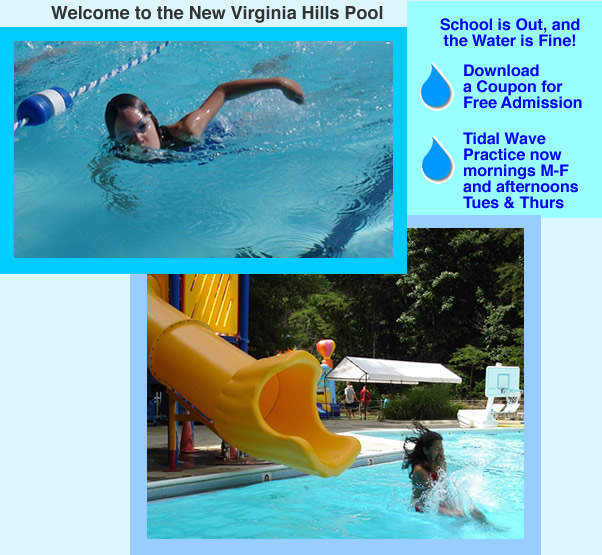 Welcome to the New Virginia Hills Pool
School is Out, and
the Water is Fine!
Download
a Coupon for
Free Admission
Tidal Wave
Practice now
mornings M-F
and afternoons
Tues & Thurs